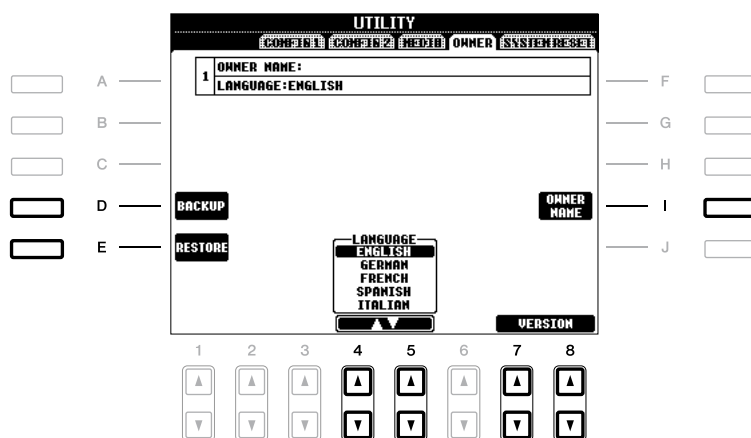 UTILITY
CONFIG 1 CONFIG 2 MEDIA OWNER SYSTEM RESET
1 OWNER NAME:
LANGUAGE:ENGLISH
A F
B G
C H
D BACKUP OWNER NAME I
E RESTORE J
LANGUAGE
ENGLISH
GERMAN
FRENCH
SPANISH
ITALIAN
VERSION
1 2 3 4 5 6 7 8